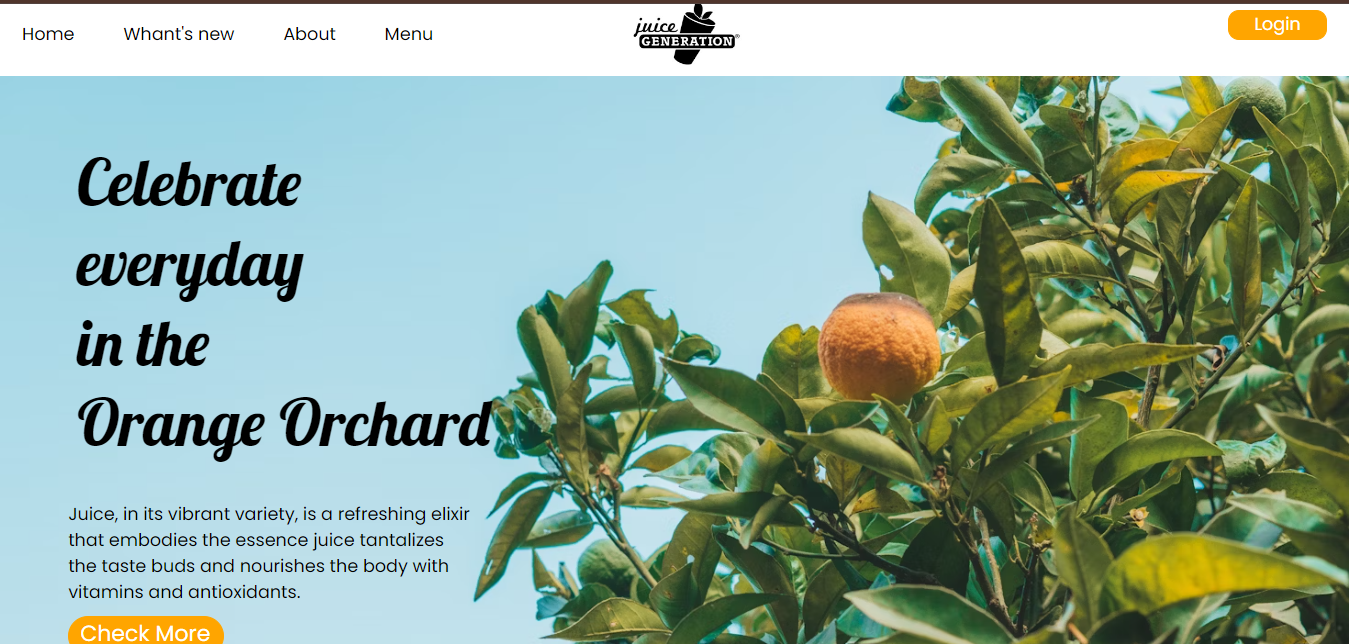 Home
Whant's new
About
Menu
juice
GENERATION
Login
Celebrate
everyday
in the
Orange Orchard
Juice, in its vibrant variety, is a refreshing elixir
that embodies the essence juice tantalizes
the taste buds and nourishes the body with
vitamins and antioxidants.
Check More